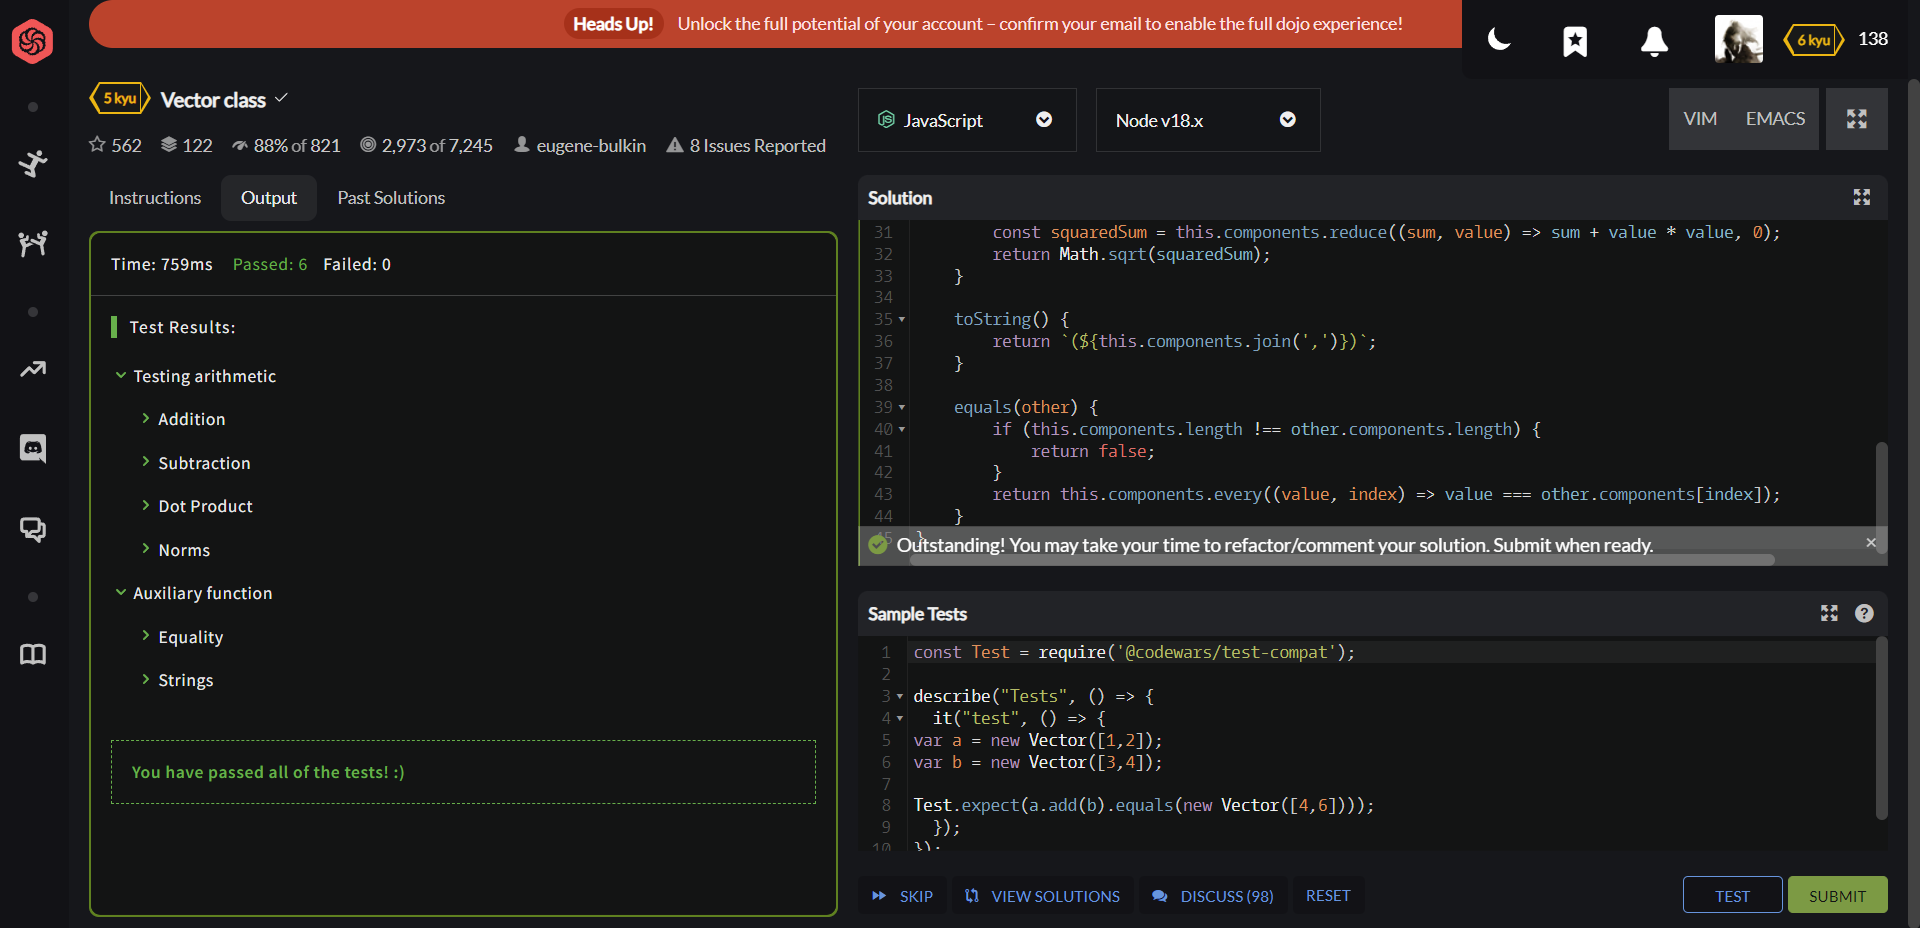 Heads Up! Unlock the full potential of your account – confirm your email to enable the full dojo experience!
6 kyu 138
5 kyu Vector class
562 122 88% of 821 2,973 of 7,245 eugene-bulkin 8 Issues Reported
JavaScript Node v18.x VIM EMACS
Instructions Output Past Solutions
Time: 759ms Passed: 6 Failed: 0
Test Results:
Testing arithmetic
Addition
Subtraction
Dot Product
Norms
Auxiliary function
Equality
Strings
You have passed all of the tests! :)
Solution
31 const squaredSum = this.components.reduce((sum, value) => sum + value * value, 0);
32 return Math.sqrt(squaredSum);
33 }
34
35 toString() {
36 return `(${this.components.join(',')})`;
37 }
38
39 equals(other) {
40 if (this.components.length !== other.components.length) {
41 return false;
42 }
43 return this.components.every((value, index) => value === other.components[index]);
44 }
45 }
Outstanding! You may take your time to refactor/comment your solution. Submit when ready.
Sample Tests
1 const Test = require('@codewars/test-compat');
2
3 describe("Tests", () => {
4 it("test", () => {
5 var a = new Vector([1,2]);
6 var b = new Vector([3,4]);
7
8 Test.expect(a.add(b).equals(new Vector([4,6])));
9 });
10 });
SKIP VIEW SOLUTIONS DISCUSS (98) RESET TEST SUBMIT